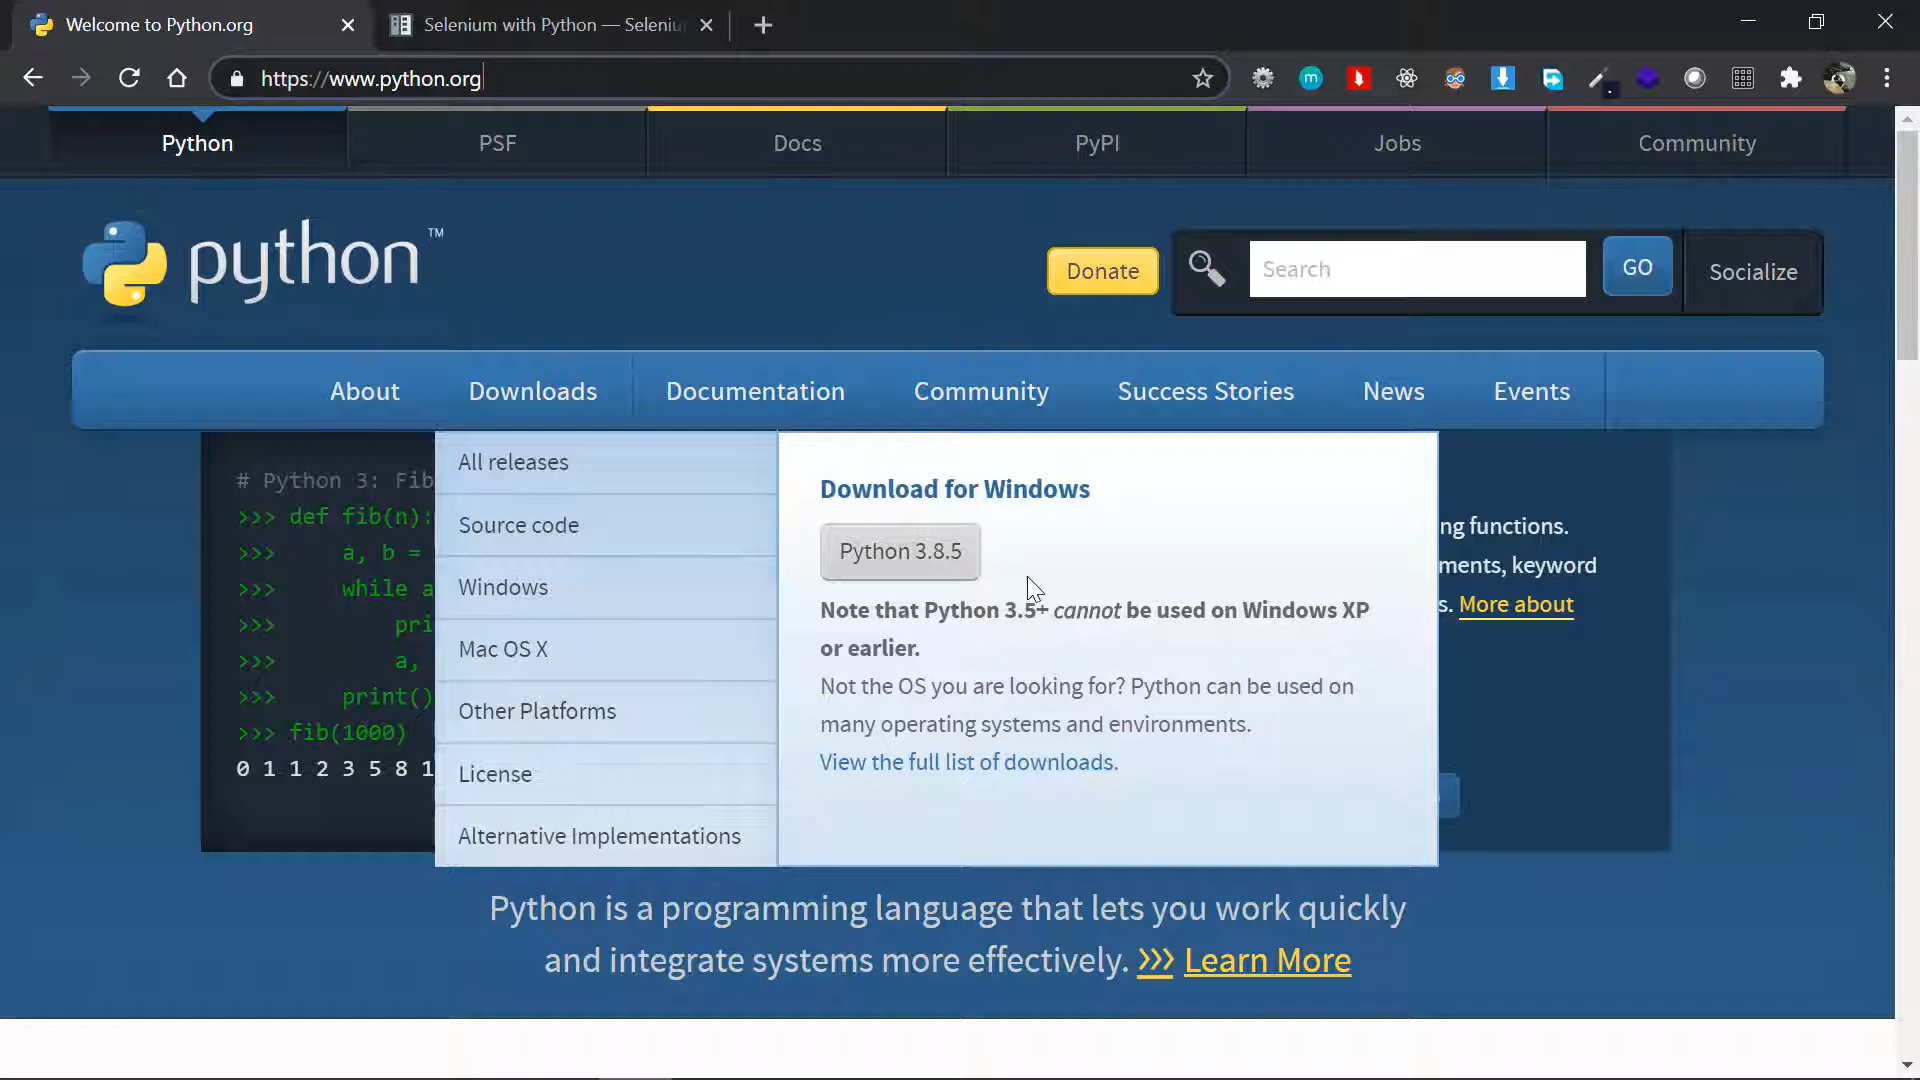 Welcome to Python.org
Selenium with Python — Seleniu
https://www.python.org
Python
PSF
Docs
PyPI
Jobs
Community
python™
Donate
Search
GO
Socialize
About
Downloads
Documentation
Community
Success Stories
News
Events
# Python 3: Fib
>>> def fib(n):
>>> a, b =
>>> while a
>>> pri
>>> a,
>>> print()
>>> fib(1000)
0 1 1 2 3 5 8 1
All releases
Source code
Windows
Mac OS X
Other Platforms
License
Alternative Implementations
Download for Windows
Python 3.8.5
Note that Python 3.5+ cannot be used on Windows XP
or earlier.
Not the OS you are looking for? Python can be used on
many operating systems and environments.
View the full list of downloads.
ng functions.
ments, keyword
s. More about
Python is a programming language that lets you work quickly
and integrate systems more effectively. >>> Learn More